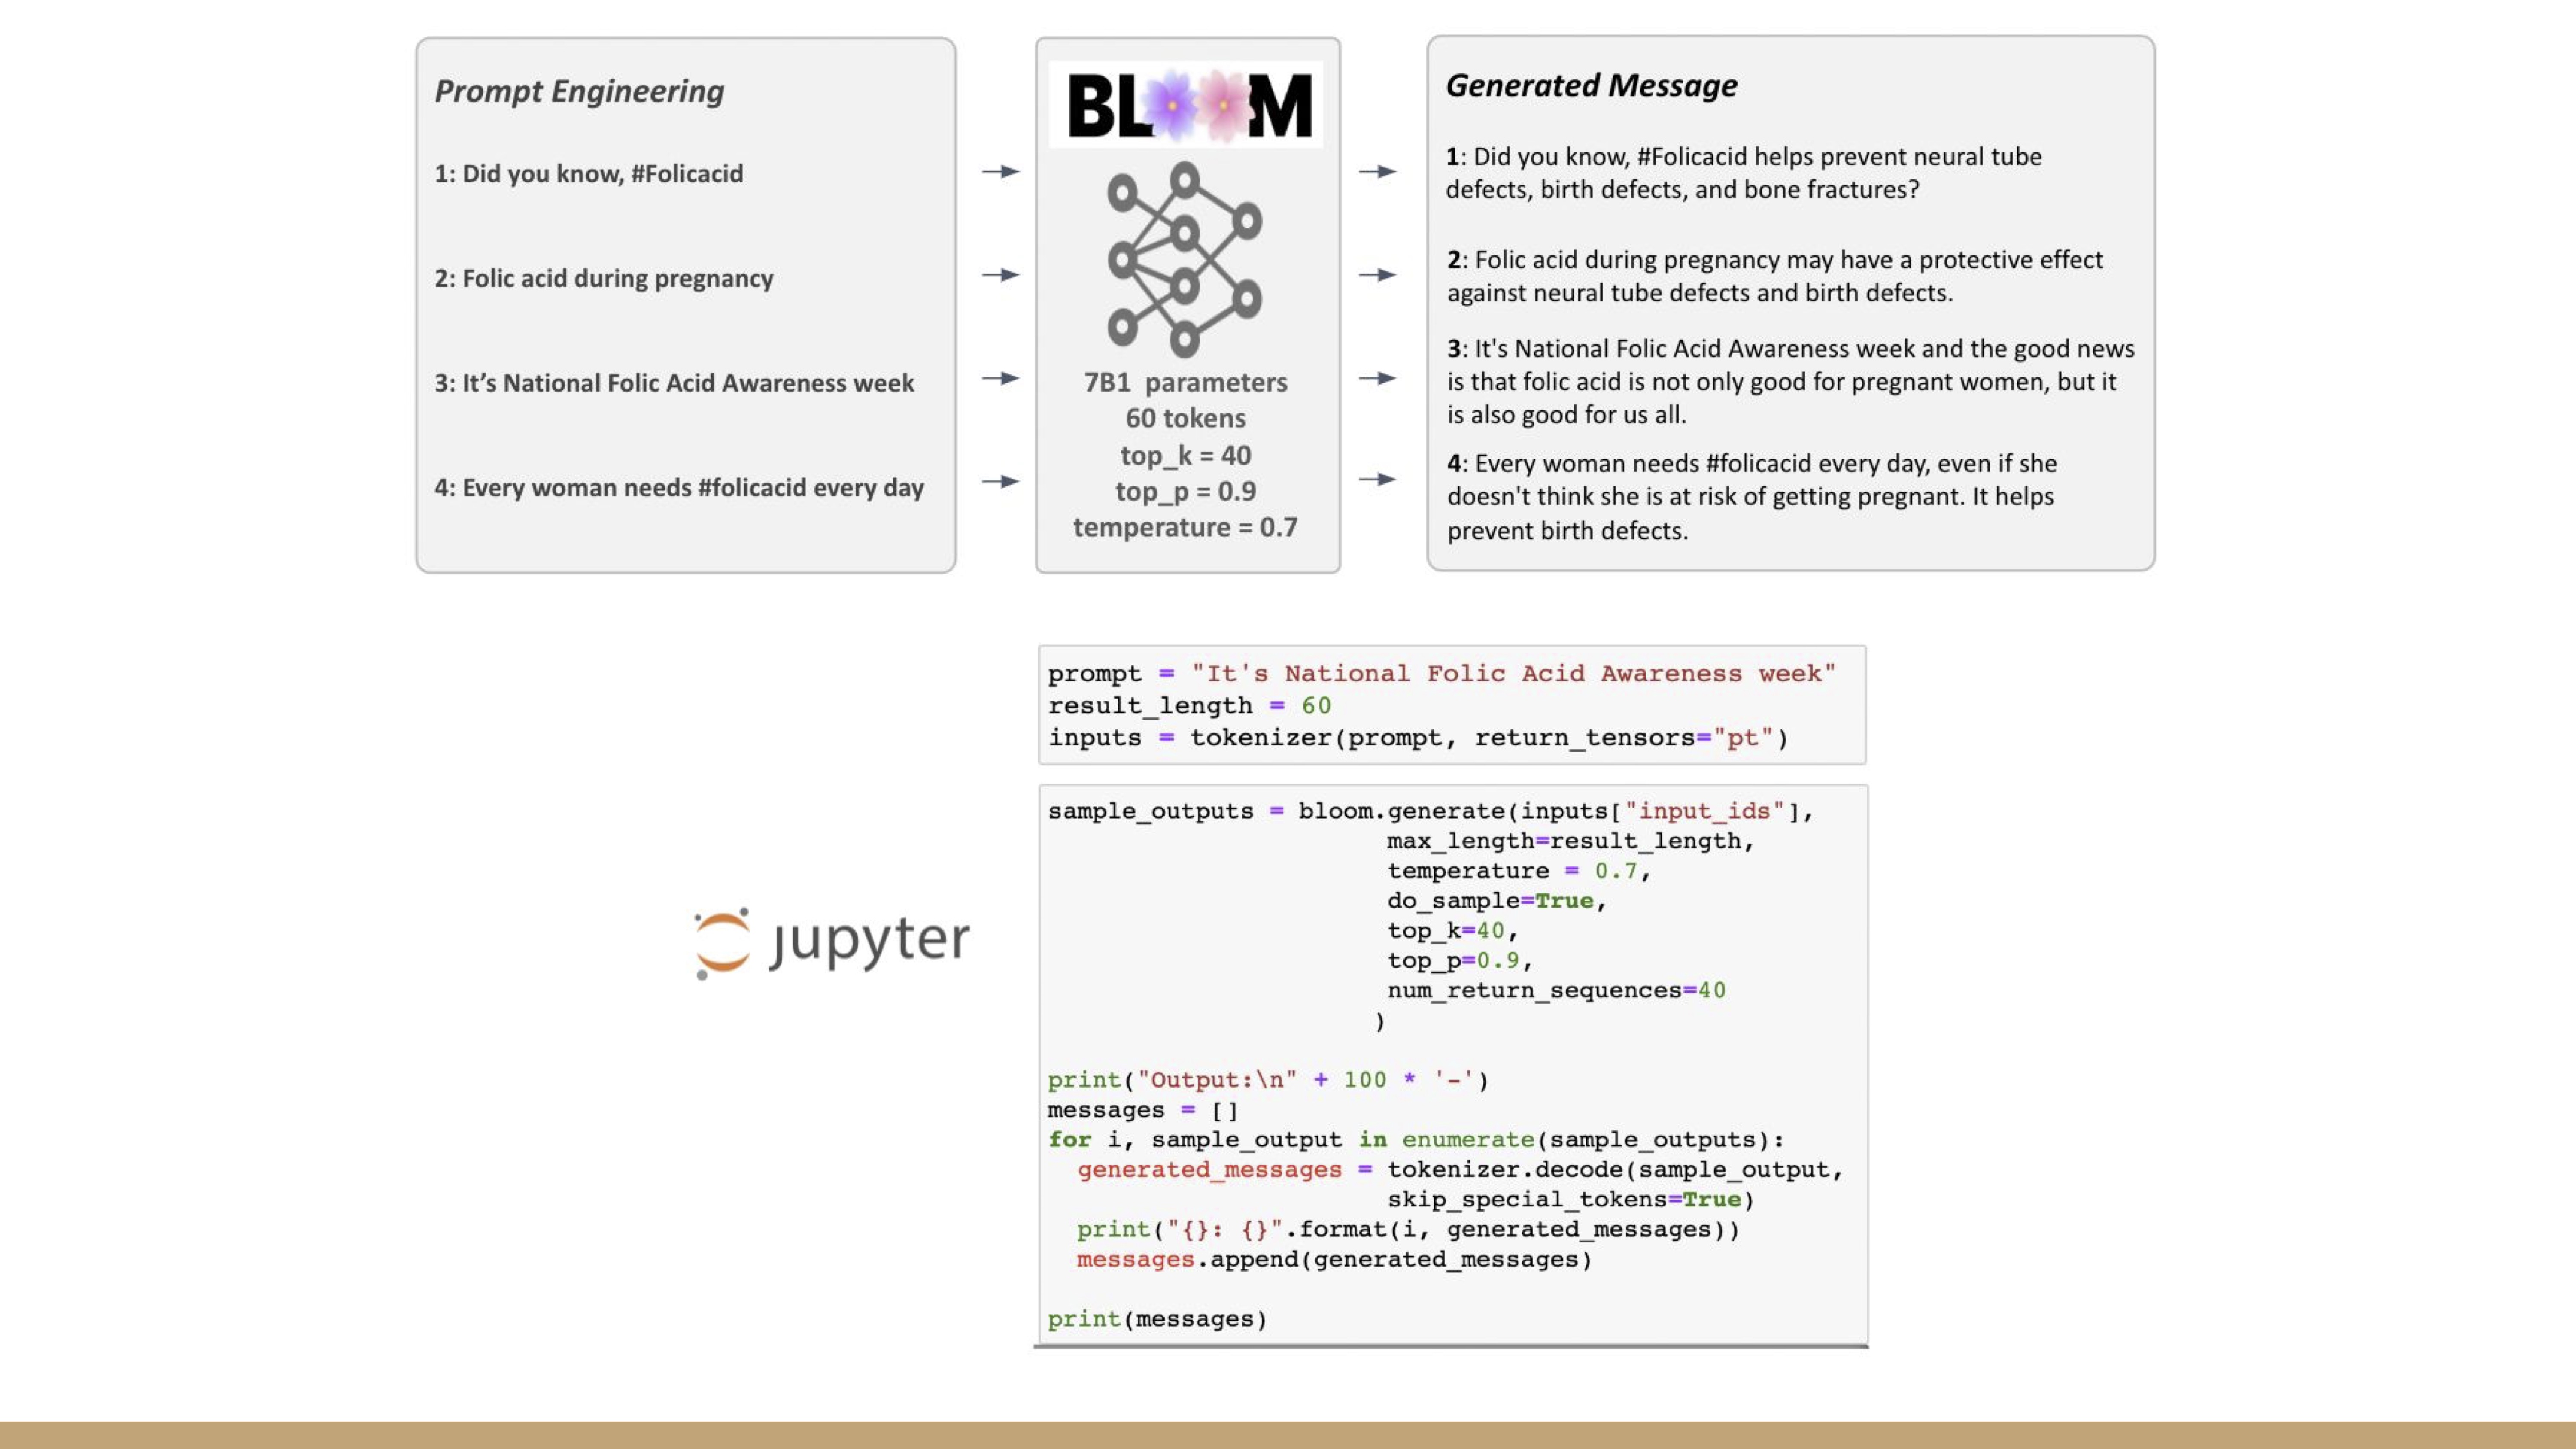 Prompt Engineering
1: Did you know, #Folicacid
2: Folic acid during pregnancy
3: It’s National Folic Acid Awareness week
4: Every woman needs #folicacid every day
BLOOM
7B1 parameters
60 tokens
top_k = 40
top_p = 0.9
temperature = 0.7
Generated Message
1: Did you know, #Folicacid helps prevent neural tube
defects, birth defects, and bone fractures?
2: Folic acid during pregnancy may have a protective effect
against neural tube defects and birth defects.
3: It's National Folic Acid Awareness week and the good news
is that folic acid is not only good for pregnant women, but it
is also good for us all.
4: Every woman needs #folicacid every day, even if she
doesn't think she is at risk of getting pregnant. It helps
prevent birth defects.
prompt = "It's National Folic Acid Awareness week"
result_length = 60
inputs = tokenizer(prompt, return_tensors="pt")
jupyter
sample_outputs = bloom.generate(inputs["input_ids"],
max_length=result_length,
temperature = 0.7,
do_sample=True,
top_k=40,
top_p=0.9,
num_return_sequences=40
)
print("Output:\n" + 100 * '-')
messages = []
for i, sample_output in enumerate(sample_outputs):
generated_messages = tokenizer.decode(sample_output,
skip_special_tokens=True)
print("{}: {}".format(i, generated_messages))
messages.append(generated_messages)
print(messages)